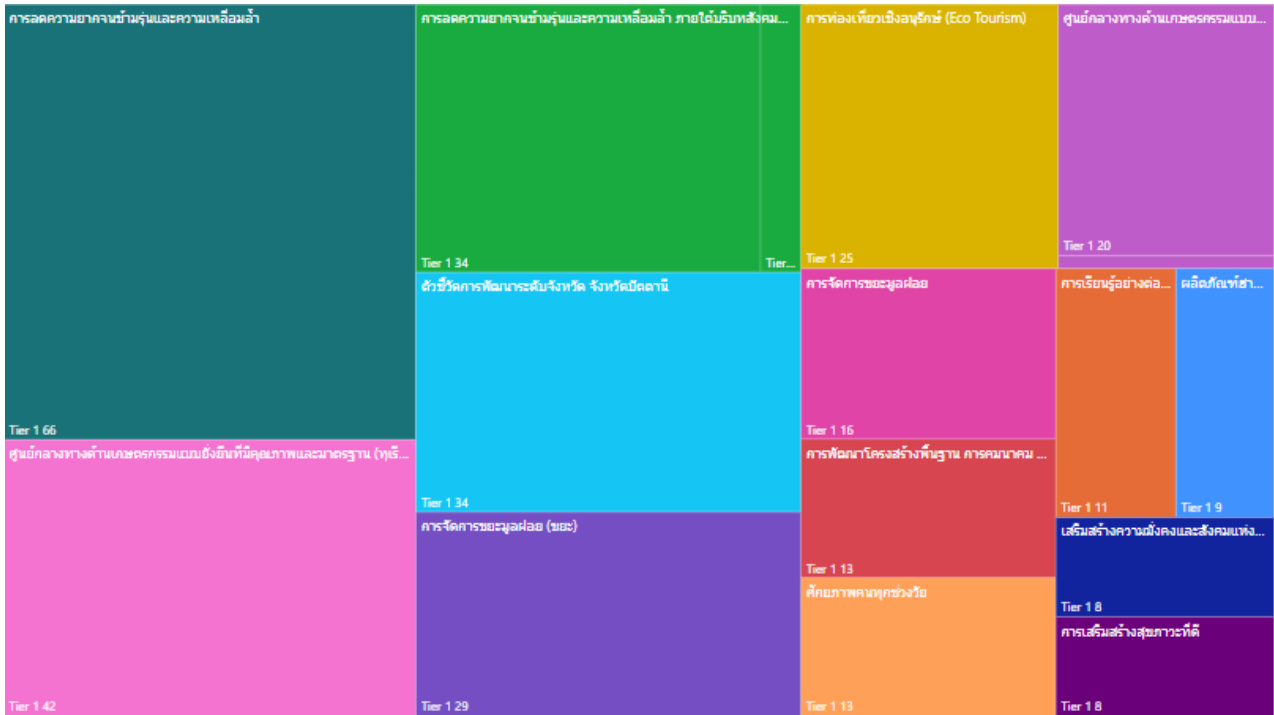 การลดความยากจนข้ามรุ่นและความเหลื่อมล้ำ
Tier 1 66
ศูนย์กลางทางด้านเกษตรกรรมแบบยั่งยืนที่มีคุณภาพและมาตรฐาน (ทุเรี...
Tier 1 42
การลดความยากจนข้ามรุ่นและความเหลื่อมล้ำ ภายใต้บริบทสังคม...
Tier 1 34
Tier...
ตัวชี้วัดการพัฒนาระดับจังหวัด จังหวัดปัตตานี
Tier 1 34
การจัดการขยะมูลฝอย (ขยะ)
Tier 1 29
การท่องเที่ยวเชิงอนุรักษ์ (Eco Tourism)
Tier 1 25
การจัดการขยะมูลฝอย
Tier 1 16
การพัฒนาโครงสร้างพื้นฐาน การคมนาคม ...
Tier 1 13
ศักยภาพคนทุกช่วงวัย
Tier 1 13
ศูนย์กลางทางด้านเกษตรกรรมแบบ...
Tier 1 20
การเรียนรู้อย่างต่อ...
Tier 1 11
ผลิตภัณฑ์ฮา...
Tier 1 9
เสริมสร้างความมั่งคงและสังคมแห่ง...
Tier 1 8
การเสริมสร้างสุขภาวะที่ดี
Tier 1 8